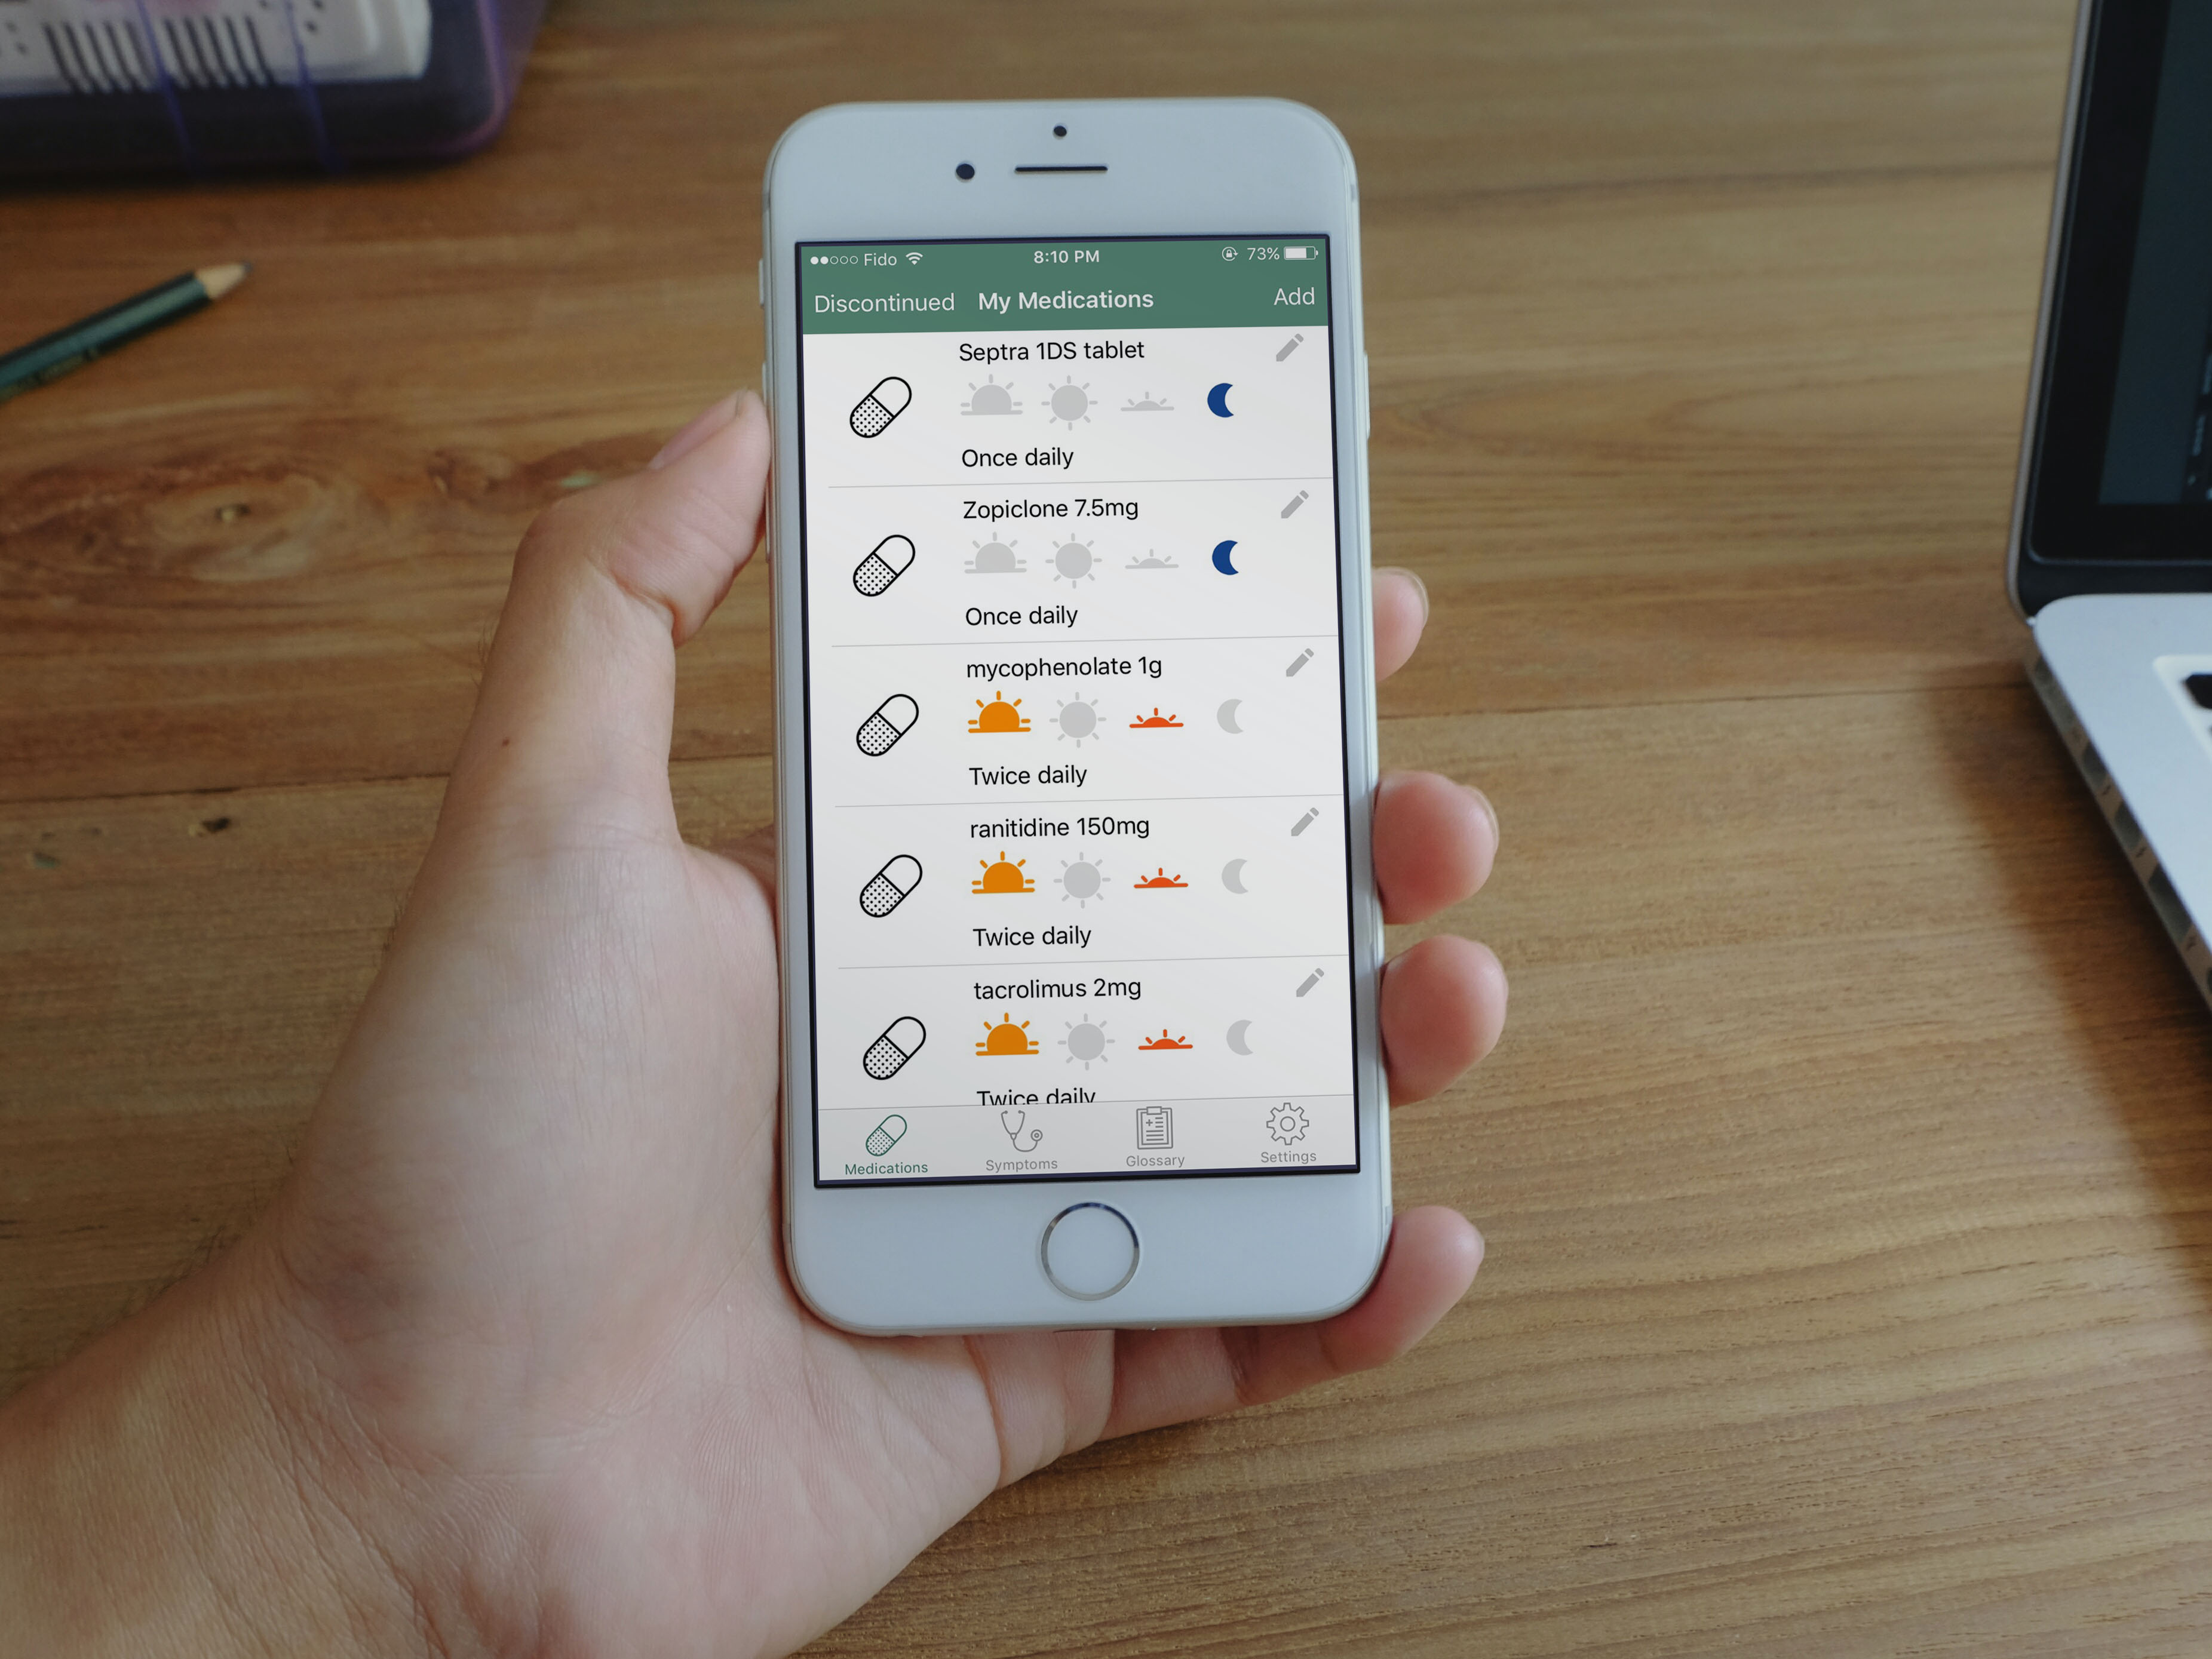 Fido 8:10 PM 73%
Discontinued My Medications Add
Septra 1DS tablet
Once daily
Zopiclone 7.5mg
Once daily
mycophenolate 1g
Twice daily
ranitidine 150mg
Twice daily
tacrolimus 2mg
Twice daily
Medications Symptoms Glossary Settings